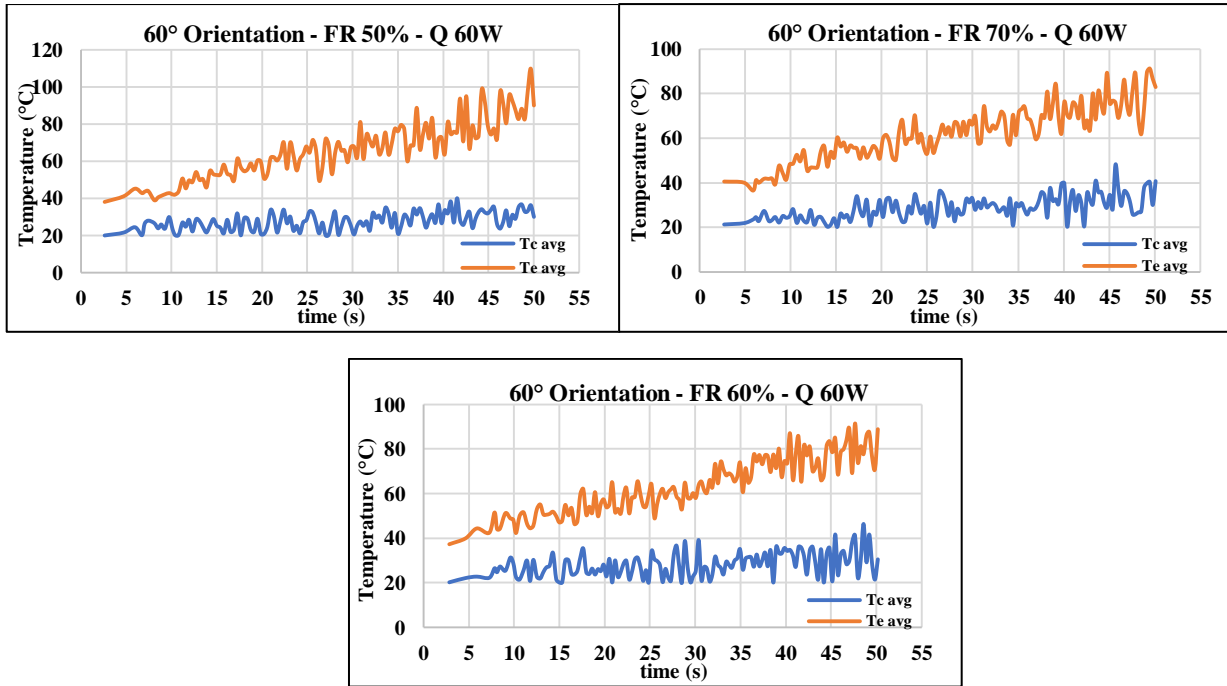 60° Orientation - FR 50% - Q 60W
120
100
80
60
40
20
0
Temperature (°C)
0 5 10 15 20 25 30 35 40 45 50 55
time (s)
Tc avg
Te avg
60° Orientation - FR 70% - Q 60W
100
80
60
40
20
0
Temperature (°C)
0 5 10 15 20 25 30 35 40 45 50 55
time (s)
Tc avg
Te avg
60° Orientation - FR 60% - Q 60W
100
80
60
40
20
0
Temperature (°C)
0 5 10 15 20 25 30 35 40 45 50 55
time (s)
Tc avg
Te avg